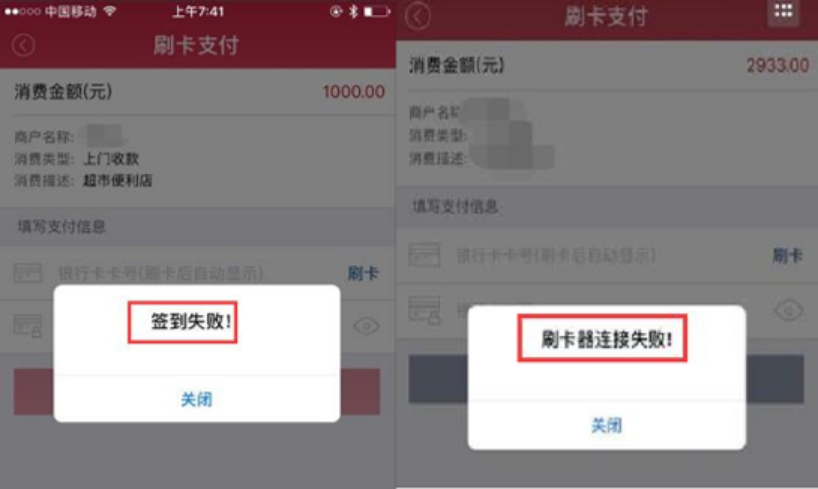 中国移动 上午7:41
刷卡支付
消费金额(元) 1000.00
商户名称:
消费类型: 上门收款
消费描述: 超市便利店
填写支付信息
银行卡卡号(刷卡后自动显示) 刷卡
签到失败!
关闭
刷卡支付
消费金额(元) 2933.00
商户名称
消费类型:
消费描述:
填写支付信息
银行卡卡号(刷卡后自动显示) 刷卡
刷卡器连接失败!
关闭